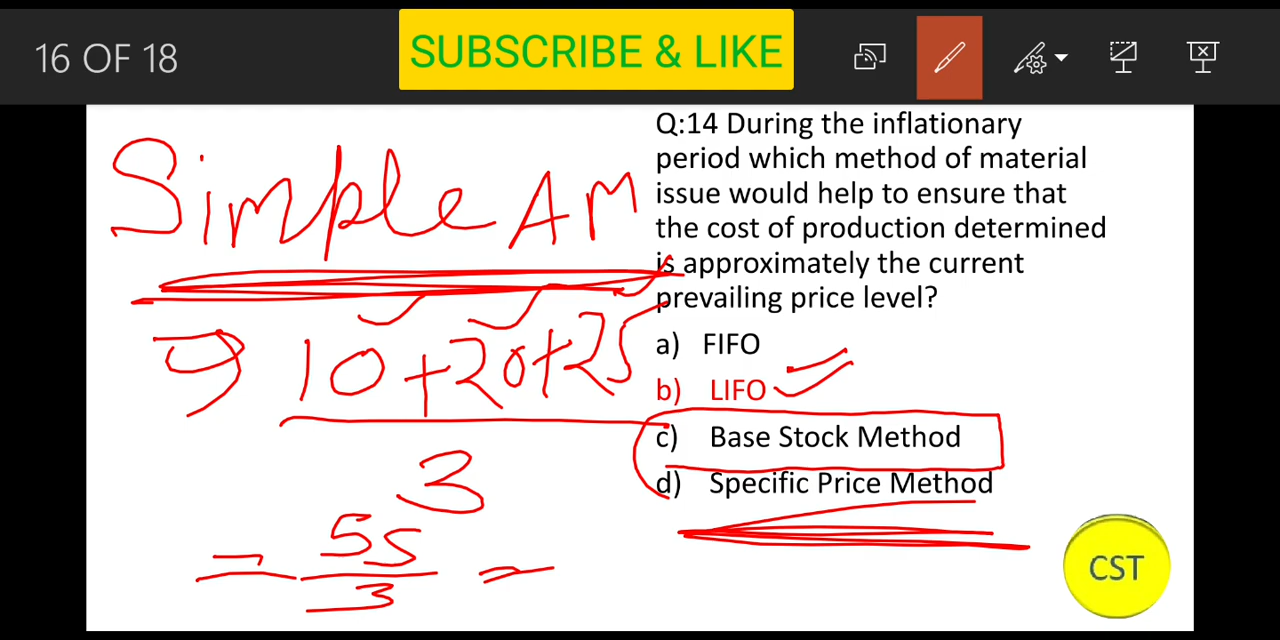 16 OF 18
SUBSCRIBE & LIKE
Simple AM
10+20+25
3
= 55
3
=
Q:14 During the inflationary
period which method of material
issue would help to ensure that
the cost of production determined
is approximately the current
prevailing price level?
a) FIFO
b) LIFO
c) Base Stock Method
d) Specific Price Method
CST